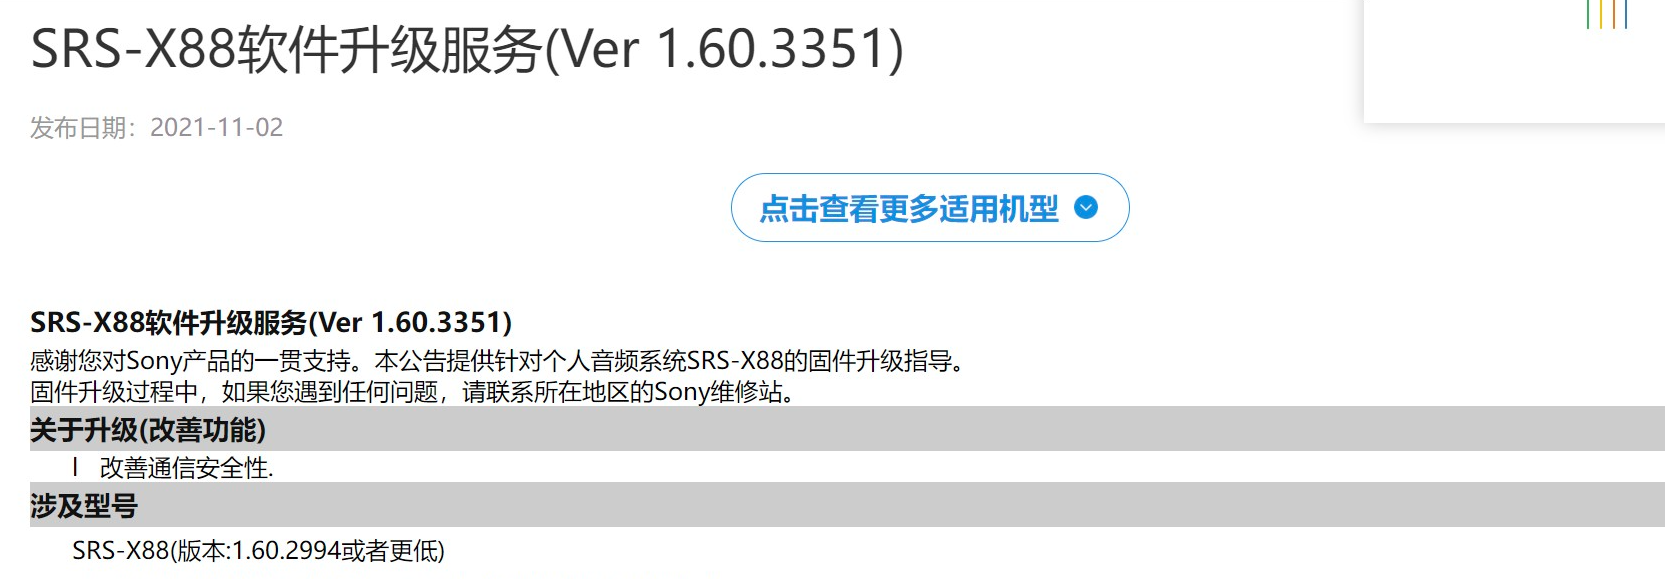 SRS-X88软件升级服务(Ver 1.60.3351)
发布日期：2021-11-02
点击查看更多适用机型
SRS-X88软件升级服务(Ver 1.60.3351)
感谢您对Sony产品的一贯支持。本公告提供针对个人音频系统SRS-X88的固件升级指导。
固件升级过程中，如果您遇到任何问题，请联系所在地区的Sony维修站。
关于升级(改善功能)
l 改善通信安全性.
涉及型号
SRS-X88(版本:1.60.2994或者更低)